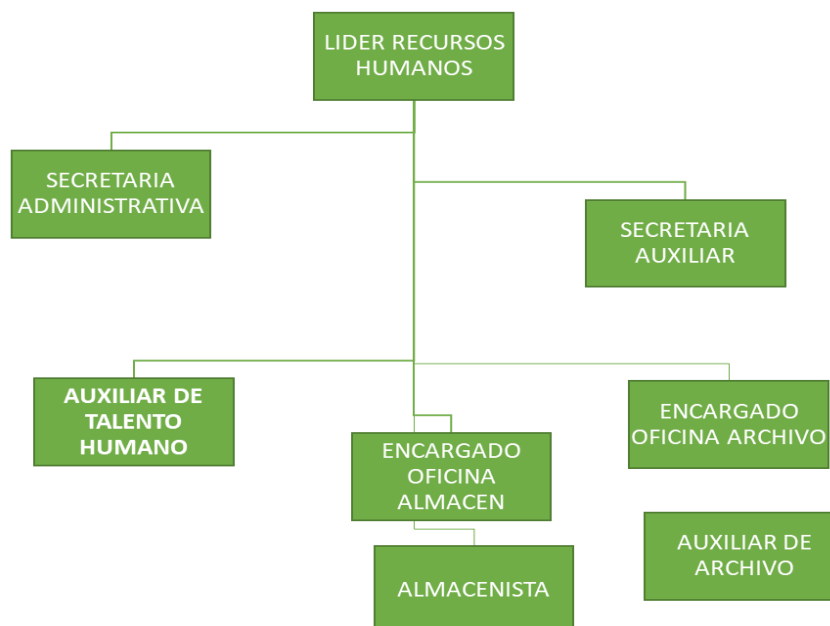 LIDER RECURSOS
HUMANOS
SECRETARIA
ADMINISTRATIVA
SECRETARIA
AUXILIAR
AUXILIAR DE
TALENTO
HUMANO
ENCARGADO
OFICINA
ALMACEN
ENCARGADO
OFICINA ARCHIVO
ALMACENISTA
AUXILIAR DE
ARCHIVO